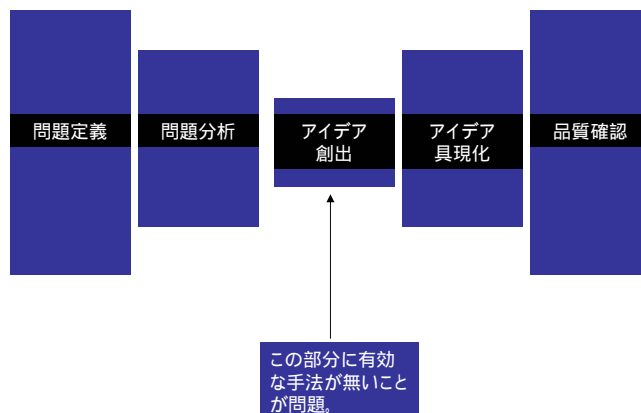 問題定義
問題分析
アイデア
創出
アイデア
具現化
品質確認
この部分に有効
な手法が無いこと
が問題。